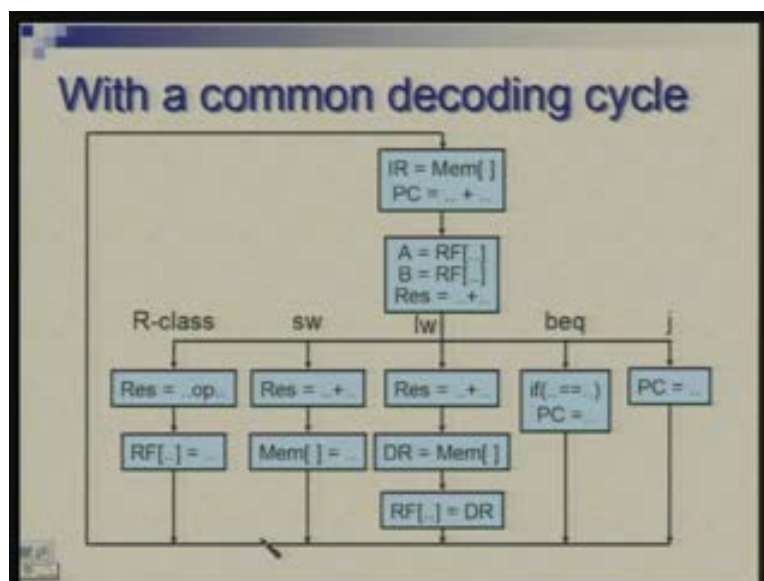 With a common decoding cycle
IR = Mem[ ]
PC = .. + ..
A = RF[..]
B = RF[..]
Res = ..+..
R-class sw lw beq j
Res = ..op.. Res = ..+.. Res = ..+.. if(..==..) PC = ..
PC = ..
RF[..] = .. Mem[ ] = .. DR = Mem[ ]
RF[..] = DR